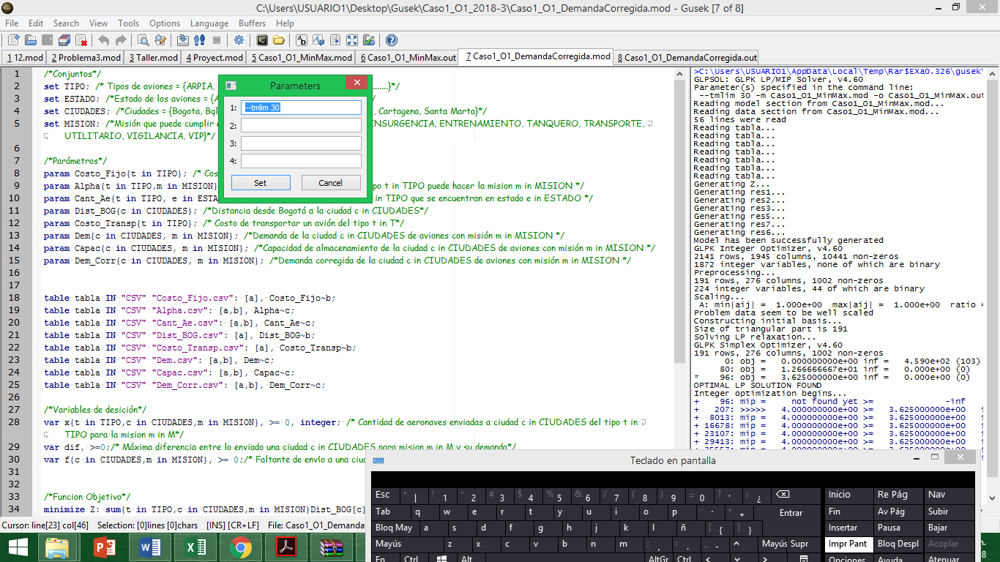 C:\Users\USUARIO1\Desktop\Gusek\Caso1_O1_2018-3\Caso1_O1_DemandaCorregida.mod - Gusek [7 of 8]
File Edit Search View Tools Options Language Buffers Help
1 12.mod 2 Problema3.mod 3 Taller.mod 4 Proyect.mod 5 Caso1_O1_MinMax.mod 6 Caso1_O1_MinMax.out 7 Caso1_O1_DemandaCorregida.mod 8 Caso1_O1_DemandaCorregida.out
1 /*Conjuntos*/
2 set TIPO; /* Tipos de aviones = {ARPIA, ......}*/
3 set ESTADO; /*Estado de los aviones = {A */
4 set CIUDADES; /*Ciudades = {Bogota, Bql , Cartagena, Santa Marta}*/
5 set MISION; /*Misión que puede cumplir INSURGENCIA, ENTRENAMIENTO, TANQUERO, TRANSPORTE,
UTILITARIO, VIGILANCIA, VIP}*/
6
7 /*Parámetros*/
8 param Costo_Fijo{t in TIPO}; /* Cos
9 param Alpha{t in TIPO,m in MISION} po t in TIPO puede hacer la mision m in MISION */
10 param Cant_Ae{t in TIPO, e in ESTA in TIPO que se encuentran en estado e in ESTADO */
11 param Dist_BOG{c in CIUDADES}; /*Distancia desde Bogotá a la ciudad c in CIUDADES*/
12 param Costo_Transp{t in TIPO}; /* Costo de transportar un avión del tipo t in T*/
13 param Dem{c in CIUDADES, m in MISION}; /*Demanda de la ciudad c in CIUDADES de aviones con misión m in MISION */
14 param Capac{c in CIUDADES, m in MISION}; /*Capacidad de almacenamiento de la ciudad c in CIUDADES de aviones con misión m in MISION */
15 param Dem_Corr{c in CIUDADES, m in MISION}; /*Demanda corregida de la ciudad c in CIUDADES de aviones con misión m in MISION */
16
17
18 table tabla IN "CSV" "Costo_Fijo.csv": [a], Costo_Fijo~b;
19 table tabla IN "CSV" "Alpha.csv": [a,b], Alpha~c;
20 table tabla IN "CSV" "Cant_Ae.csv": [a,b], Cant_Ae~c;
21 table tabla IN "CSV" "Dist_BOG.csv": [a], Dist_BOG~b;
22 table tabla IN "CSV" "Costo_Transp.csv": [a], Costo_Transp~b;
23 table tabla IN "CSV" "Dem.csv": [a,b], Dem~c;
24 table tabla IN "CSV" "Capac.csv": [a,b], Capac~c;
25 table tabla IN "CSV" "Dem_Corr.csv": [a,b], Dem_Corr~c;
26
27 /*Variables de desición*/
28 var x{t in TIPO,c in CIUDADES,m in MISION}, >= 0, integer; /* Cantidad de aeronaves enviadas a ciudad c in CIUDADES del tipo t in
TIPO para la mision m in M*/
29 var dif, >=0;/* Máxima diferencia entre lo enviado una ciudad c in CIUDADES para mision m in M y su demanda*/
30 var f{c in CIUDADES,m in MISION}, >= 0;/* Faltante de envío a una ciud
31
32
33 /*Funcion Objetivo*/
34 minimize Z: sum{t in TIPO,c in CIUDADES,m in MISION}Dist_BOG[c]
Parameters
1: --tmlim 30
2:
3:
4:
Set Cancel
>C:\Users\USUARIO1\AppData\Local\Temp\Rar$EXa0.326\gusek\
GLPSOL: GLPK LP/MIP Solver, v4.60
Parameter(s) specified in the command line:
--tmlim 30 -m Caso1_O1_MinMax.mod -o Caso1_O1_MinMax.out
Reading model section from Caso1_O1_MinMax.mod...
Reading data section from Caso1_O1_MinMax.mod...
56 lines were read
Reading tabla...
Reading tabla...
Reading tabla...
Reading tabla...
Reading tabla...
Reading tabla...
Generating Z...
Generating res1...
Generating res2...
Generating res3...
Generating res5...
Generating res7...
Generating res6...
Model has been successfully generated
GLPK Integer Optimizer, v4.60
2141 rows, 1945 columns, 10441 non-zeros
1872 integer variables, none of which are binary
Preprocessing...
191 rows, 276 columns, 1002 non-zeros
224 integer variables, 44 of which are binary
Scaling...
A: min|aij| = 1.000e+00 max|aij| = 1.000e+00 ratio =
Problem data seem to be well scaled
Constructing initial basis...
Size of triangular part is 191
Solving LP relaxation...
GLPK Simplex Optimizer, v4.60
191 rows, 276 columns, 1002 non-zeros
0: obj = 0.000000000e+00 inf = 4.590e+02 (103)
80: obj = 1.266666667e+01 inf = 0.000e+00 (0)
* 96: obj = 3.625000000e+00 inf = 0.000e+00 (0)
OPTIMAL LP SOLUTION FOUND
Integer optimization begins...
+ 96: mip = not found yet >= -inf
+ 207: >>>>> 4.000000000e+00 >= 3.625000000e+00
+ 8013: mip = 4.000000000e+00 >= 3.625000000e+00
+ 16678: mip = 4.000000000e+00 >= 3.625000000e+00
+ 23107: mip = 4.000000000e+00 >= 3.625000000e+00
+ 29413: mip = 4.000000000e+00 >= 3.625000000e+00
Cursor: line[23] col[46] Selection: [0]lines [0]chars [INS] [CR+LF] File: Caso1_O1_Demanda
Teclado en pantalla
Esc ° | ! 1 " 2 # 3 $ 4 % 5 & 6 / 7 ( 8 ) 9 = 0 ? ' ¡ ¿ Inicio Re Pág Nav
Tab q w e r t y u i o p ¨ ´ * + Entrar Fin Av Pág Subir
Bloq May a s d f g h j k l ñ [ { ] } Insertar Pausa Bajar
Mayús z x c v b n m ; , : . _ - Mayús Supr Impr Pant Bloq Despl Acoplar
Fn Ctrl Alt AltGr Ctrl Opciones Ayuda Atenuar